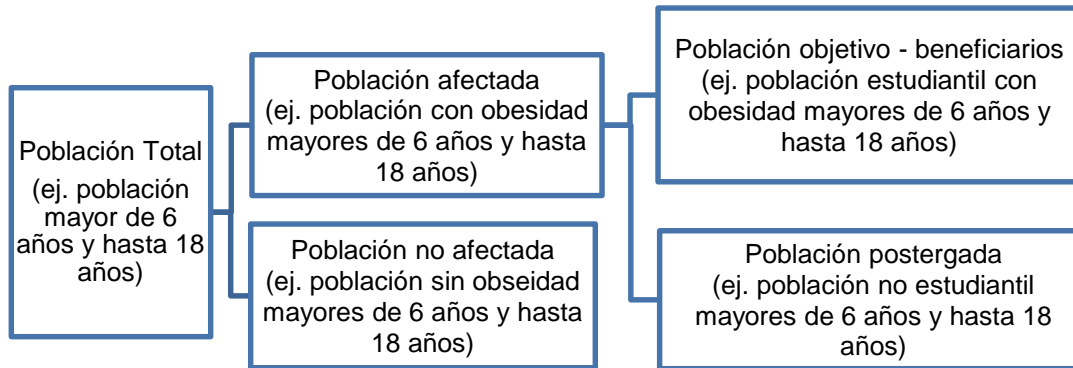 Población Total
(ej. población
mayor de 6
años y hasta 18
años)
Población afectada
(ej. población con obesidad
mayores de 6 años y hasta
18 años)
Población no afectada
(ej. población sin obseidad
mayores de 6 años y hasta
18 años)
Población objetivo - beneficiarios
(ej. población estudiantil con
obesidad mayores de 6 años y
hasta 18 años)
Población postergada
(ej. población no estudiantil
mayores de 6 años y hasta 18
años)